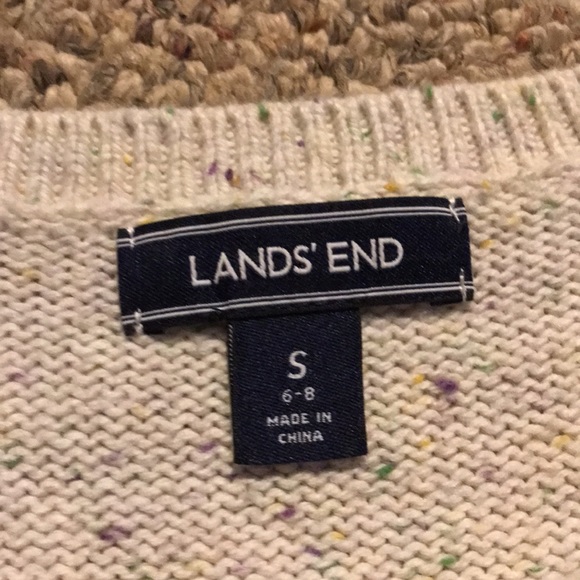 LANDS' END
S
6-8
MADE IN
CHINA